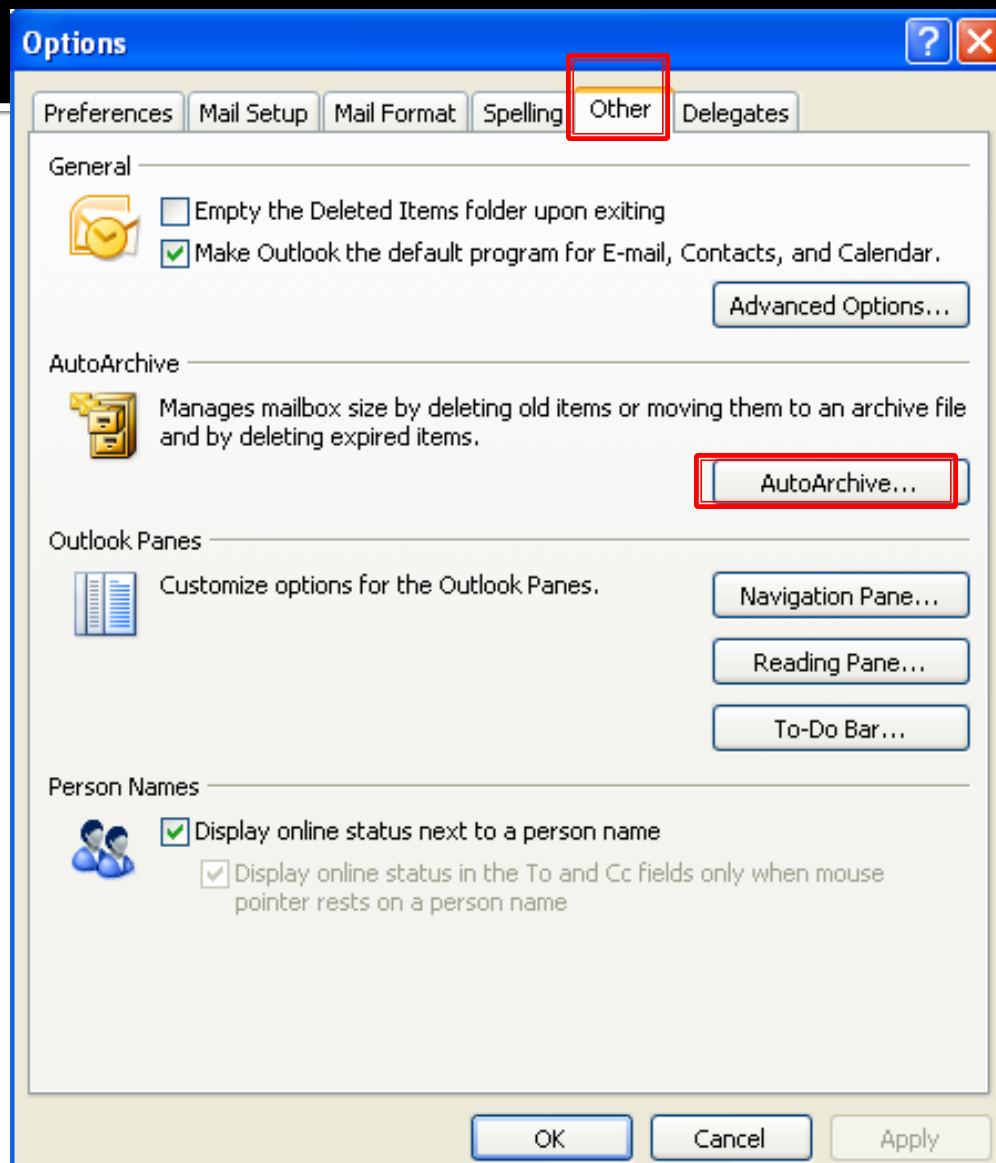 Options
Preferences Mail Setup Mail Format Spelling Other Delegates
General
Empty the Deleted Items folder upon exiting
Make Outlook the default program for E-mail, Contacts, and Calendar.
Advanced Options...
AutoArchive
Manages mailbox size by deleting old items or moving them to an archive file
and by deleting expired items.
AutoArchive...
Outlook Panes
Customize options for the Outlook Panes.
Navigation Pane...
Reading Pane...
To-Do Bar...
Person Names
Display online status next to a person name
Display online status in the To and Cc fields only when mouse
pointer rests on a person name
OK Cancel Apply